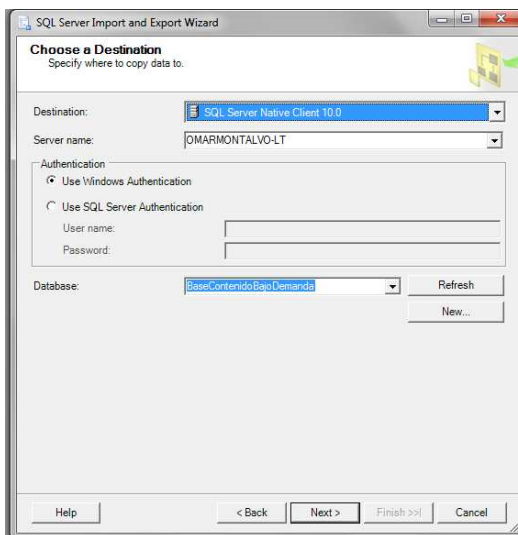 SQL Server Import and Export Wizard
Choose a Destination
Specify where to copy data to.
Destination: SQL Server Native Client 10.0
Server name: OMARMONTALVO-LT
Authentication
Use Windows Authentication
Use SQL Server Authentication
User name:
Password:
Database: BaseContenidoBajoDemanda Refresh
New...
Help < Back Next > Finish >>| Cancel